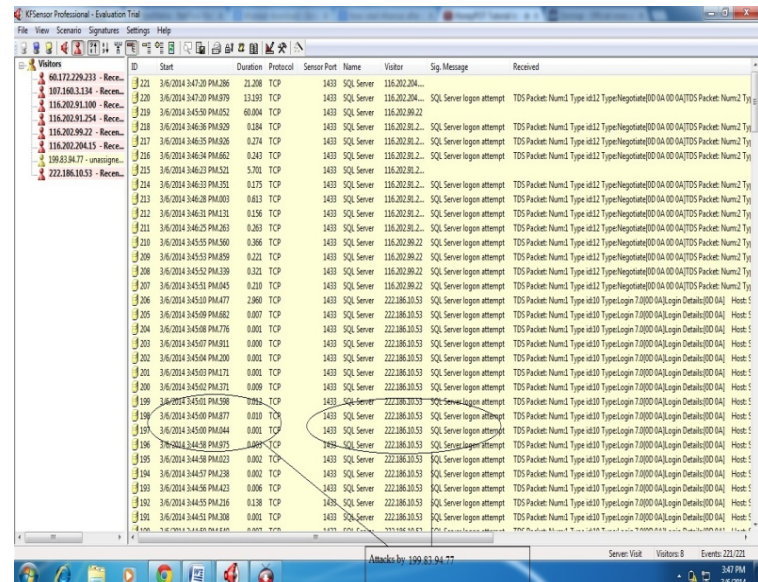 KFSensor Professional - Evaluation Trial
File View Scenario Signatures Settings Help
Visitors
60.172.229.233 - Rece...
107.160.3.134 - Rece...
116.202.91.100 - Rece...
116.202.91.254 - Rece...
116.202.99.22 - Rece...
116.202.204.15 - Rece...
199.83.94.77 - unassigne...
222.186.10.53 - Recen...
ID Start Duration Protocol Sensor Port Name Visitor Sig. Message Received
221 3/6/2014 3:47:20 PM.286 21.208 TCP 1433 SQL Server 116.202.204....
220 3/6/2014 3:47:20 PM.979 13.193 TCP 1433 SQL Server 116.202.204.... SQL Server logon attempt TDS Packet: Num:1 Type id:12 Type:Negotiate[0D 0A 0D 0A]TDS Packet: Num:2 Ty
219 3/6/2014 3:45:50 PM.052 60.004 TCP 1433 SQL Server 116.202.99.22
218 3/6/2014 3:46:36 PM.929 0.184 TCP 1433 SQL Server 116.202.91.2... SQL Server logon attempt TDS Packet: Num:1 Type id:12 Type:Negotiate[0D 0A 0D 0A]TDS Packet: Num:2 Ty
217 3/6/2014 3:46:35 PM.926 0.274 TCP 1433 SQL Server 116.202.91.2... SQL Server logon attempt TDS Packet: Num:1 Type id:12 Type:Negotiate[0D 0A 0D 0A]TDS Packet: Num:2 Ty
216 3/6/2014 3:46:34 PM.662 0.243 TCP 1433 SQL Server 116.202.91.2... SQL Server logon attempt TDS Packet: Num:1 Type id:12 Type:Negotiate[0D 0A 0D 0A]TDS Packet: Num:2 Ty
215 3/6/2014 3:46:23 PM.521 5.701 TCP 1433 SQL Server 116.202.91.2...
214 3/6/2014 3:46:33 PM.351 0.175 TCP 1433 SQL Server 116.202.91.2... SQL Server logon attempt TDS Packet: Num:1 Type id:12 Type:Negotiate[0D 0A 0D 0A]TDS Packet: Num:2 Ty
213 3/6/2014 3:46:28 PM.003 0.613 TCP 1433 SQL Server 116.202.91.2... SQL Server logon attempt TDS Packet: Num:1 Type id:12 Type:Negotiate[0D 0A 0D 0A]TDS Packet: Num:2 Ty
212 3/6/2014 3:46:31 PM.131 0.156 TCP 1433 SQL Server 116.202.91.2... SQL Server logon attempt TDS Packet: Num:1 Type id:12 Type:Negotiate[0D 0A 0D 0A]TDS Packet: Num:2 Ty
211 3/6/2014 3:46:25 PM.263 0.263 TCP 1433 SQL Server 116.202.91.2... SQL Server logon attempt TDS Packet: Num:1 Type id:12 Type:Negotiate[0D 0A 0D 0A]TDS Packet: Num:2 Ty
210 3/6/2014 3:45:55 PM.560 0.366 TCP 1433 SQL Server 116.202.99.22 SQL Server logon attempt TDS Packet: Num:1 Type id:12 Type:Negotiate[0D 0A 0D 0A]TDS Packet: Num:2 Ty
209 3/6/2014 3:45:53 PM.859 0.221 TCP 1433 SQL Server 116.202.99.22 SQL Server logon attempt TDS Packet: Num:1 Type id:12 Type:Negotiate[0D 0A 0D 0A]TDS Packet: Num:2 Ty
208 3/6/2014 3:45:52 PM.339 0.321 TCP 1433 SQL Server 116.202.99.22 SQL Server logon attempt TDS Packet: Num:1 Type id:12 Type:Negotiate[0D 0A 0D 0A]TDS Packet: Num:2 Ty
207 3/6/2014 3:45:51 PM.045 0.210 TCP 1433 SQL Server 116.202.99.22 SQL Server logon attempt TDS Packet: Num:1 Type id:12 Type:Negotiate[0D 0A 0D 0A]TDS Packet: Num:2 Ty
206 3/6/2014 3:45:10 PM.477 2.960 TCP 1433 SQL Server 222.186.10.53 SQL Server logon attempt TDS Packet: Num:1 Type id:10 Type:Login 7.0[0D 0A]Login Details:[0D 0A] Host: S
205 3/6/2014 3:45:09 PM.682 0.007 TCP 1433 SQL Server 222.186.10.53 SQL Server logon attempt TDS Packet: Num:1 Type id:10 Type:Login 7.0[0D 0A]Login Details:[0D 0A] Host: S
204 3/6/2014 3:45:08 PM.776 0.001 TCP 1433 SQL Server 222.186.10.53 SQL Server logon attempt TDS Packet: Num:1 Type id:10 Type:Login 7.0[0D 0A]Login Details:[0D 0A] Host: S
203 3/6/2014 3:45:07 PM.911 0.000 TCP 1433 SQL Server 222.186.10.53 SQL Server logon attempt TDS Packet: Num:1 Type id:10 Type:Login 7.0[0D 0A]Login Details:[0D 0A] Host: S
202 3/6/2014 3:45:04 PM.200 0.001 TCP 1433 SQL Server 222.186.10.53 SQL Server logon attempt TDS Packet: Num:1 Type id:10 Type:Login 7.0[0D 0A]Login Details:[0D 0A] Host: S
201 3/6/2014 3:45:03 PM.171 0.001 TCP 1433 SQL Server 222.186.10.53 SQL Server logon attempt TDS Packet: Num:1 Type id:10 Type:Login 7.0[0D 0A]Login Details:[0D 0A] Host: S
200 3/6/2014 3:45:02 PM.371 0.009 TCP 1433 SQL Server 222.186.10.53 SQL Server logon attempt TDS Packet: Num:1 Type id:10 Type:Login 7.0[0D 0A]Login Details:[0D 0A] Host: S
199 3/6/2014 3:45:01 PM.598 0.012 TCP 1433 SQL Server 222.186.10.53 SQL Server logon attempt TDS Packet: Num:1 Type id:10 Type:Login 7.0[0D 0A]Login Details:[0D 0A] Host: S
198 3/6/2014 3:45:00 PM.877 0.010 TCP 1433 SQL Server 222.186.10.53 SQL Server logon attempt TDS Packet: Num:1 Type id:10 Type:Login 7.0[0D 0A]Login Details:[0D 0A] Host: S
197 3/6/2014 3:45:00 PM.044 0.001 TCP 1433 SQL Server 222.186.10.53 SQL Server logon attempt TDS Packet: Num:1 Type id:10 Type:Login 7.0[0D 0A]Login Details:[0D 0A] Host: S
196 3/6/2014 3:44:58 PM.975 0.003 TCP 1433 SQL Server 222.186.10.53 SQL Server logon attempt TDS Packet: Num:1 Type id:10 Type:Login 7.0[0D 0A]Login Details:[0D 0A] Host: S
195 3/6/2014 3:44:58 PM.023 0.002 TCP 1433 SQL Server 222.186.10.53 SQL Server logon attempt TDS Packet: Num:1 Type id:10 Type:Login 7.0[0D 0A]Login Details:[0D 0A] Host: S
194 3/6/2014 3:44:57 PM.238 0.002 TCP 1433 SQL Server 222.186.10.53 SQL Server logon attempt TDS Packet: Num:1 Type id:10 Type:Login 7.0[0D 0A]Login Details:[0D 0A] Host: S
193 3/6/2014 3:44:56 PM.423 0.006 TCP 1433 SQL Server 222.186.10.53 SQL Server logon attempt TDS Packet: Num:1 Type id:10 Type:Login 7.0[0D 0A]Login Details:[0D 0A] Host: S
192 3/6/2014 3:44:55 PM.216 0.138 TCP 1433 SQL Server 222.186.10.53 SQL Server logon attempt TDS Packet: Num:1 Type id:10 Type:Login 7.0[0D 0A]Login Details:[0D 0A] Host: S
191 3/6/2014 3:44:51 PM.308 0.001 TCP 1433 SQL Server 222.186.10.53 SQL Server logon attempt TDS Packet: Num:1 Type id:10 Type:Login 7.0[0D 0A]Login Details:[0D 0A] Host: S
Attacks by 199.83.94.77
Server: Visit Visitors: 8 Events: 221/221
3:47 PM
3/6/2014